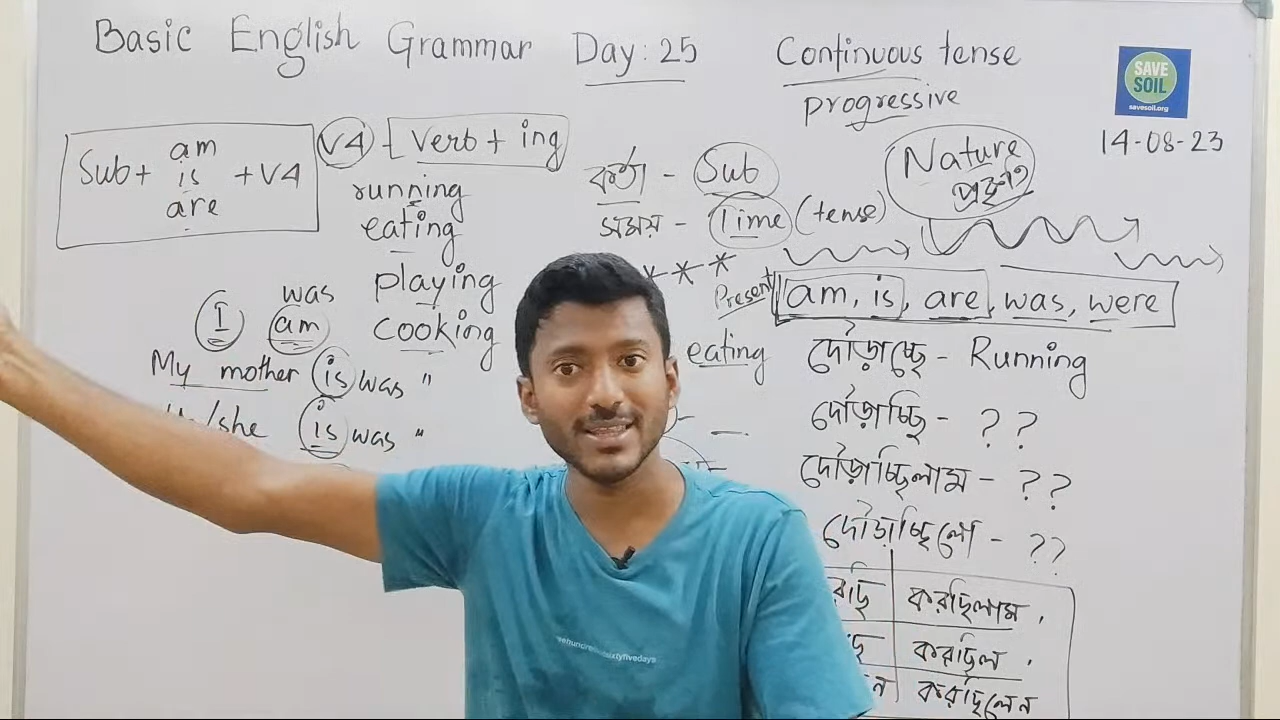 Basic English Grammar Day: 25
Continuous tense
progressive
SAVE
SOIL
savesoil.org
14-08-23
Sub + am is are + V4
V4 - Verb + ing
running
eating
playing
cooking
কর্তা - Sub
সময় - Time (tense)
Nature
***
Present
am, is, are, was, were
I am was
My mother is was "
/she is was "
eating
দৌড়াচ্ছে - Running
দৌড়াচ্ছি - ??
দৌড়াচ্ছিলাম - ??
দৌড়াচ্ছিলো - ??
করছিলাম,
করছিল,
করছিলেন